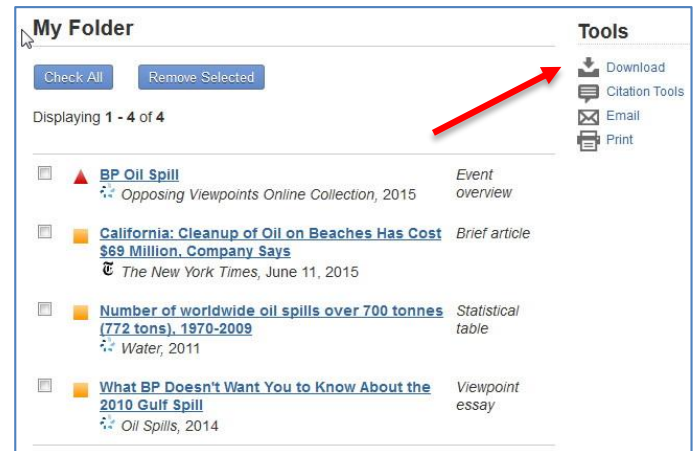 My Folder
Tools
Check All
Remove Selected
Download
Citation Tools
Email
Print
Displaying 1 - 4 of 4
BP Oil Spill
Event
Opposing Viewpoints Online Collection, 2015
overview
California: Cleanup of Oil on Beaches Has Cost
Brief article
$69 Million, Company Says
The New York Times, June 11, 2015
Number of worldwide oil spills over 700 tonnes
Statistical
(772 tons), 1970-2009
table
Water, 2011
What BP Doesn't Want You to Know About the
Viewpoint
2010 Gulf Spill
essay
Oil Spills, 2014